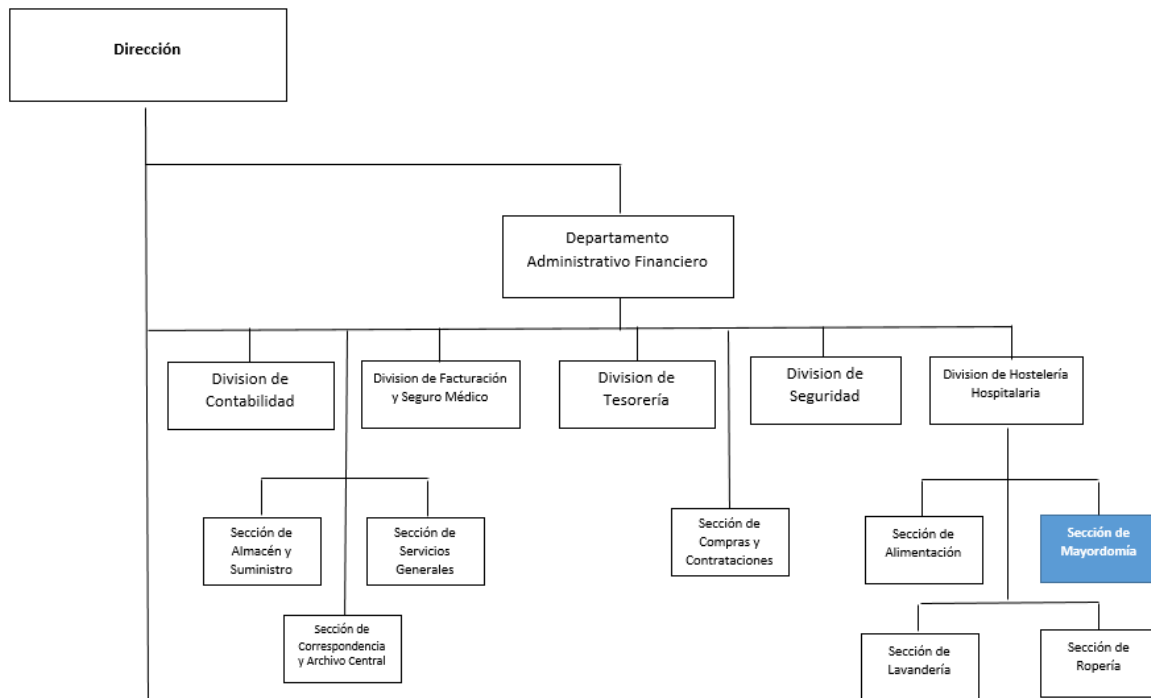 Dirección
Departamento
Administrativo Financiero
Division de
Contabilidad
Division de Facturación
y Seguro Médico
Division de
Tesorería
Division de
Seguridad
Division de Hostelería
Hospitalaria
Sección de
Almacén y
Suministro
Sección de
Servicios
Generales
Sección de
Compras y
Contrataciones
Sección de
Alimentación
Sección de
Mayordomía
Sección de
Correspondencia
y Archivo Central
Sección de
Lavandería
Sección de
Ropería